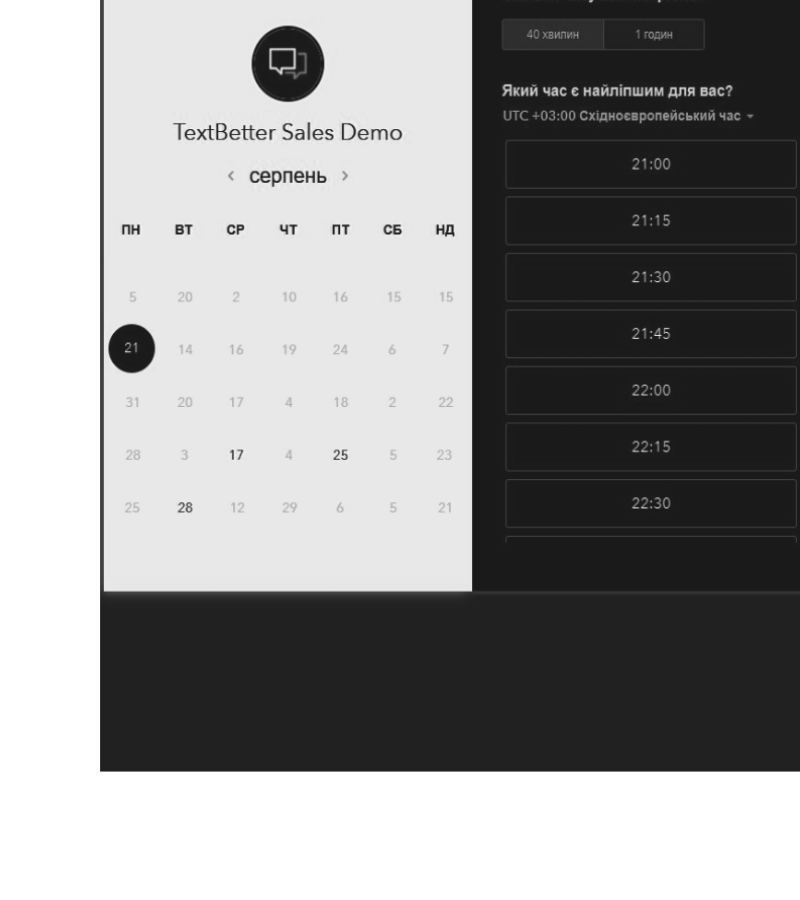 TextBetter Sales Demo
серпень
ПН ВТ СР ЧТ ПТ СБ НД
5 20 2 10 16 15 15
21 14 16 19 24 6 7
31 20 17 4 18 2 22
28 3 17 4 25 5 23
25 28 12 29 6 5 21
40 хвилин 1 годин
Який час є найліпшим для вас?
UTC +03:00 Східноєвропейський час
21:00
21:15
21:30
21:45
22:00
22:15
22:30